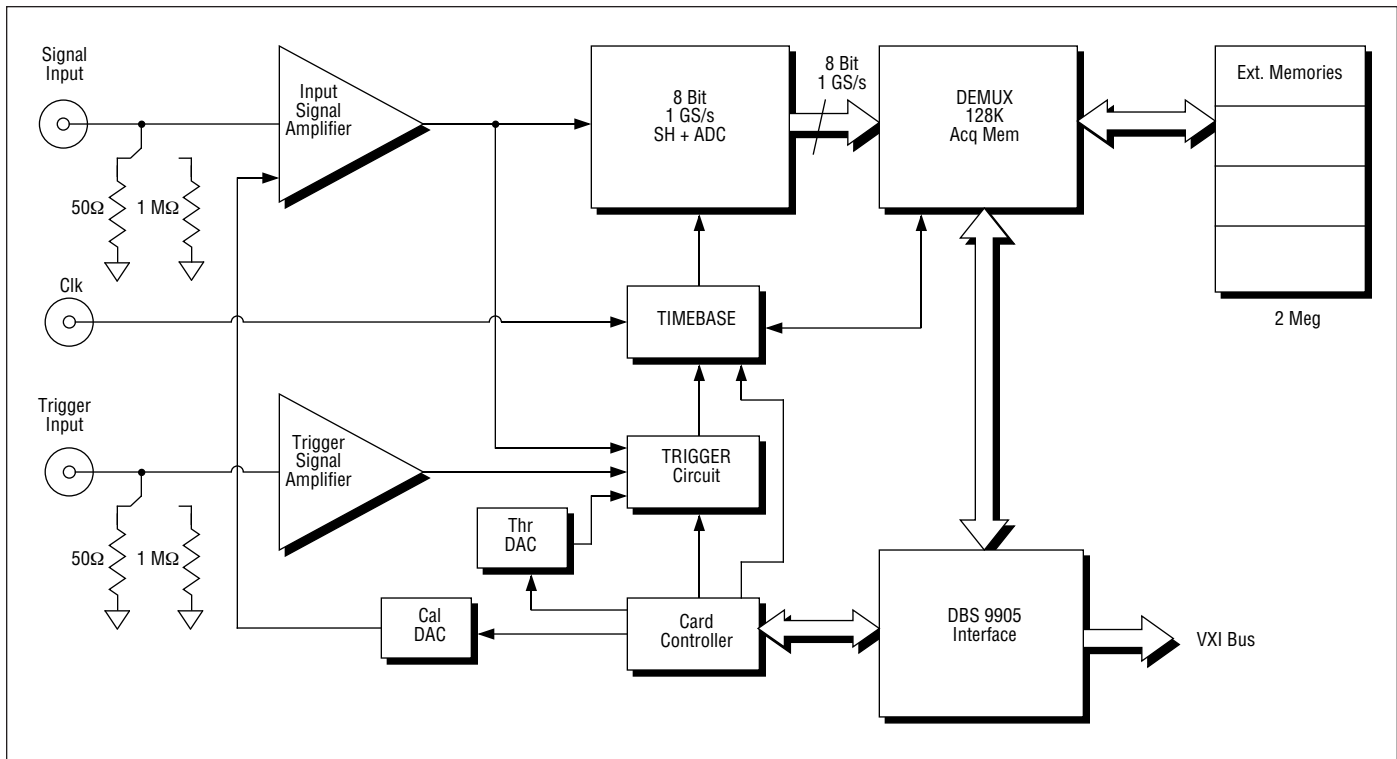 Signal
Input
Input
Signal
Amplifier
8 Bit
1 GS/s
SH + ADC
8 Bit
1 GS/s
DEMUX
128K
Acq Mem
Ext. Memories
2 Meg
50Ω
1 MΩ
Clk
TIMEBASE
Trigger
Input
Trigger
Signal
Amplifier
TRIGGER
Circuit
50Ω
1 MΩ
Thr
DAC
Cal
DAC
Card
Controller
DBS 9905
Interface
VXI Bus